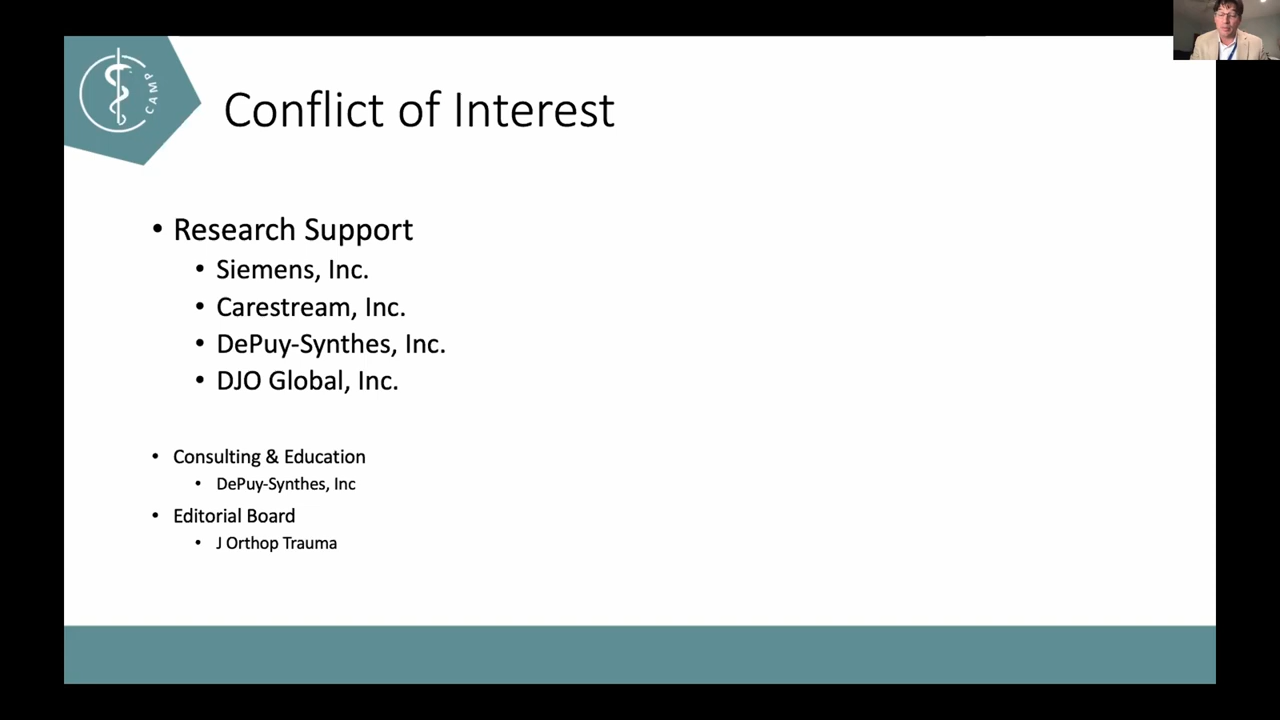 CAMP
Conflict of Interest
• Research Support
• Siemens, Inc.
• Carestream, Inc.
• DePuy-Synthes, Inc.
• DJO Global, Inc.
• Consulting & Education
• DePuy-Synthes, Inc
• Editorial Board
• J Orthop Trauma